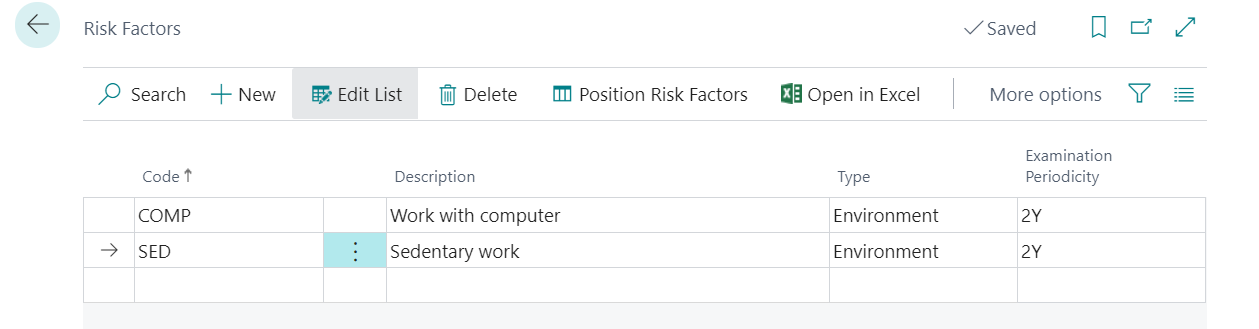 Risk Factors
Saved
Search
New
Edit List
Delete
Position Risk Factors
Open in Excel
More options
Code ↑
Description
Type
Examination
Periodicity
COMP Work with computer Environment 2Y
SED Sedentary work Environment 2Y